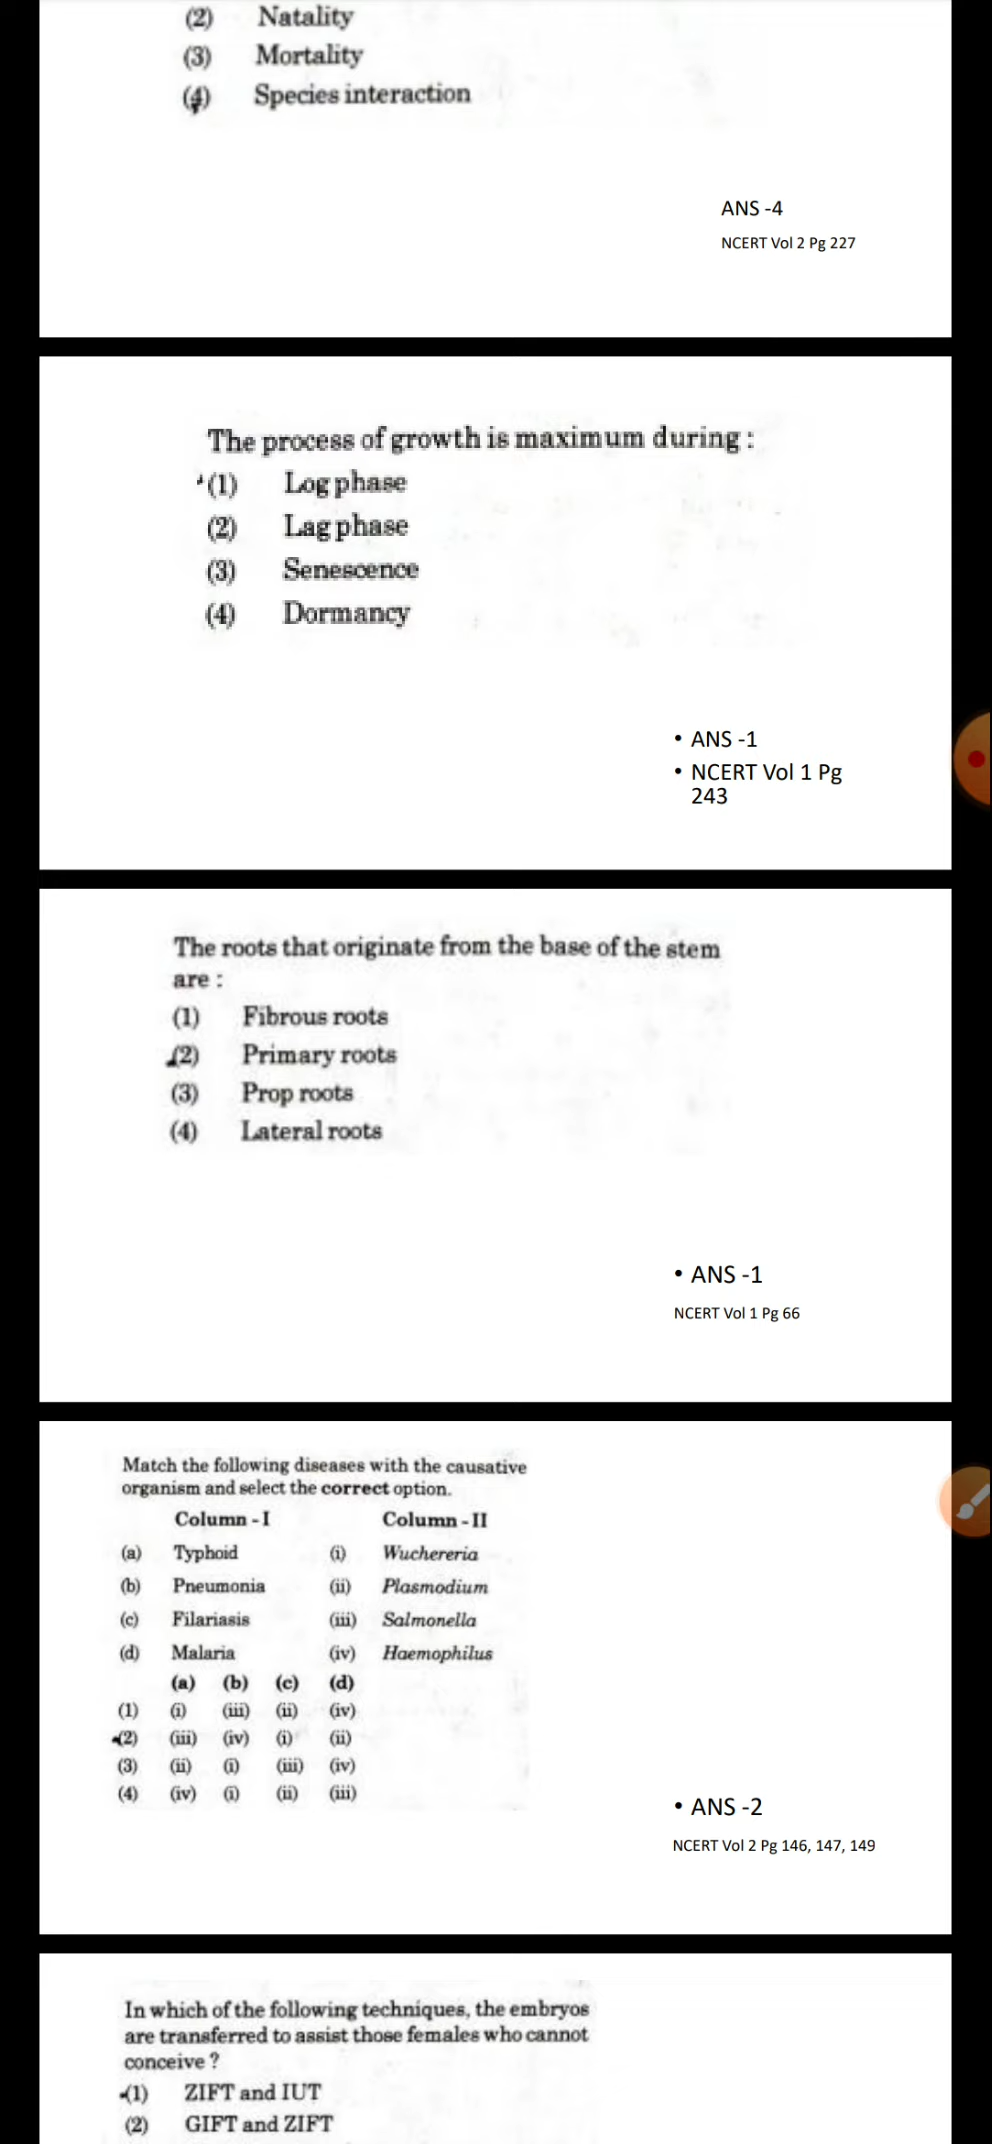 (2) Natality
(3) Mortality
(4) Species interaction
ANS -4
NCERT Vol 2 Pg 227
The process of growth is maximum during :
(1) Log phase
(2) Lag phase
(3) Senescence
(4) Dormancy
• ANS -1
• NCERT Vol 1 Pg
243
The roots that originate from the base of the stem
are :
(1) Fibrous roots
(2) Primary roots
(3) Prop roots
(4) Lateral roots
• ANS -1
NCERT Vol 1 Pg 66
Match the following diseases with the causative
organism and select the correct option.
Column - I Column - II
(a) Typhoid (i) Wuchereria
(b) Pneumonia (ii) Plasmodium
(c) Filariasis (iii) Salmonella
(d) Malaria (iv) Haemophilus
(a) (b) (c) (d)
(1) (i) (iii) (ii) (iv)
(2) (iii) (iv) (i) (ii)
(3) (ii) (i) (iii) (iv)
(4) (iv) (i) (ii) (iii)
• ANS -2
NCERT Vol 2 Pg 146, 147, 149
In which of the following techniques, the embryos
are transferred to assist those females who cannot
conceive ?
(1) ZIFT and IUT
(2) GIFT and ZIFT